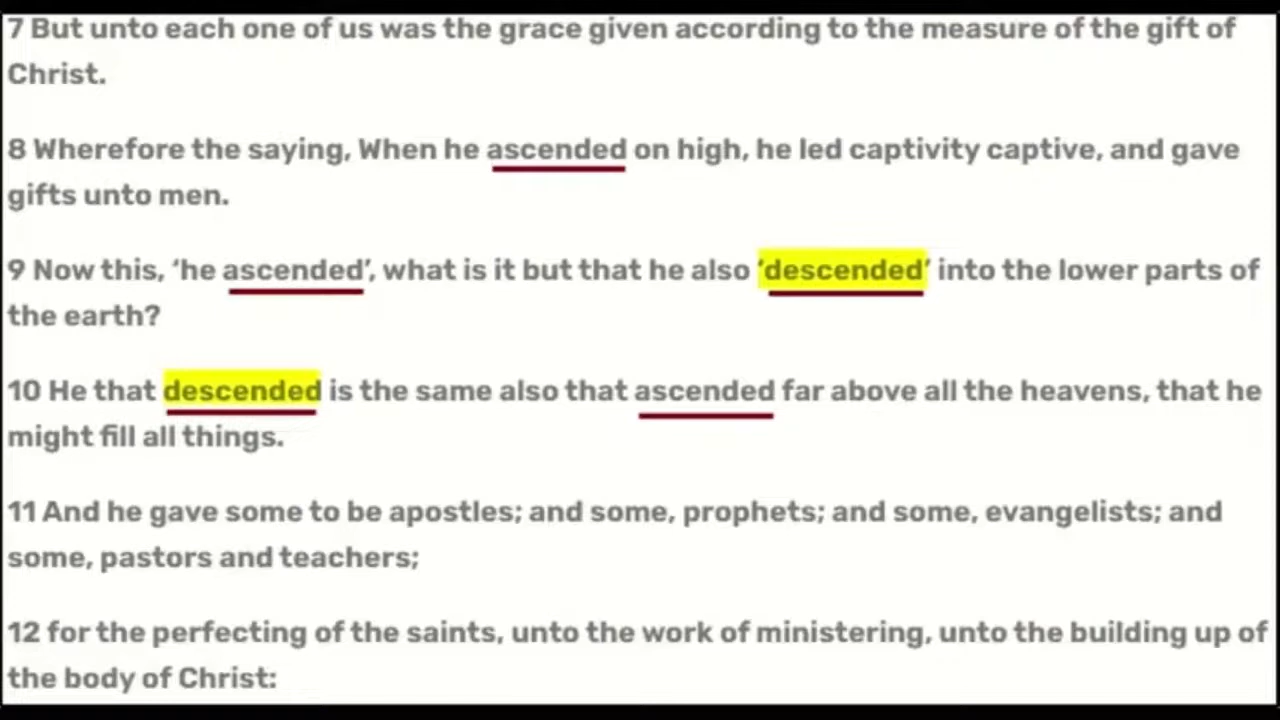 7 But unto each one of us was the grace given according to the measure of the gift of
Christ.
8 Wherefore the saying, When he ascended on high, he led captivity captive, and gave
gifts unto men.
9 Now this, ‘he ascended’, what is it but that he also ‘descended’ into the lower parts of
the earth?
10 He that descended is the same also that ascended far above all the heavens, that he
might fill all things.
11 And he gave some to be apostles; and some, prophets; and some, evangelists; and
some, pastors and teachers;
12 for the perfecting of the saints, unto the work of ministering, unto the building up of
the body of Christ: